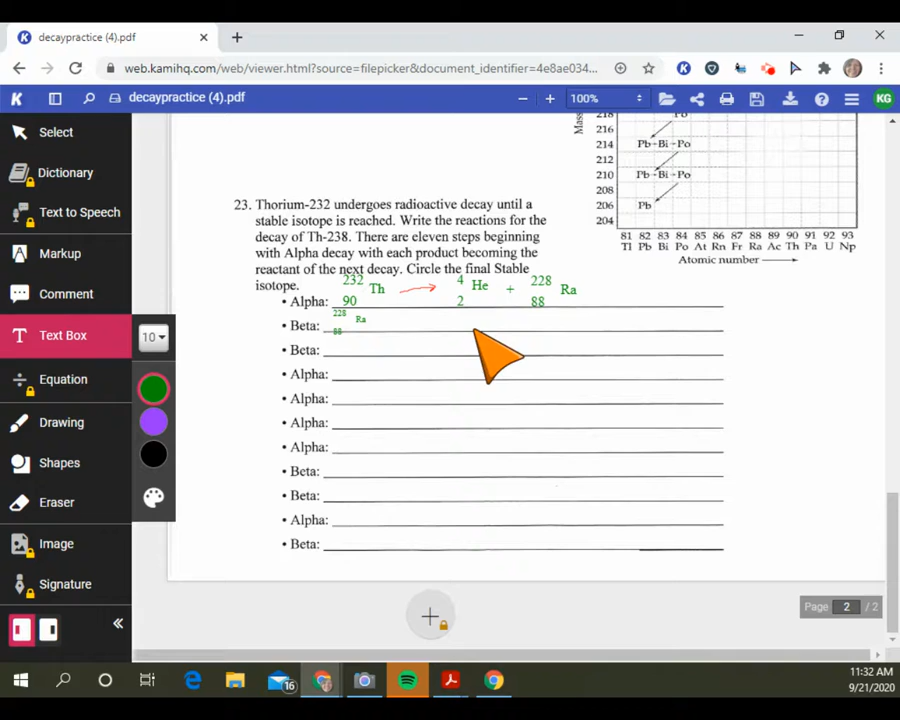 decaypractice (4).pdf
web.kamihq.com/web/viewer.html?source=filepicker&document_identifier=4e8ae034...
decaypractice (4).pdf
100%
KG
Select
Dictionary
Text to Speech
Markup
Comment
Text Box
10
Equation
Drawing
Shapes
Eraser
Image
Signature
Mass
218
Po
216
214 Pb Bi Po
212
210 Pb Bi Po
208
206 Pb
204
81 82 83 84 85 86 87 88 89 90 91 92 93
Tl Pb Bi Po At Rn Fr Ra Ac Th Pa U Np
Atomic number
23. Thorium-232 undergoes radioactive decay until a
stable isotope is reached. Write the reactions for the
decay of Th-238. There are eleven steps beginning
with Alpha decay with each product becoming the
reactant of the next decay. Circle the final Stable
isotope.
232 4 228
Th → He + Ra
• Alpha: 90 2 88
228
Ra
• Beta: 88
• Beta:
• Alpha:
• Alpha:
• Alpha:
• Alpha:
• Beta:
• Beta:
• Alpha:
• Beta:
Page 2 / 2
16
11:32 AM
9/21/2020